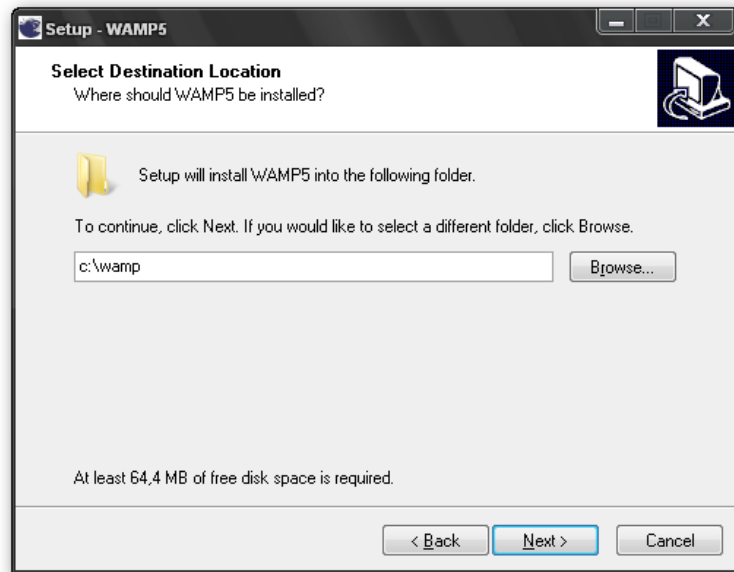 Setup - WAMP5
Select Destination Location
Where should WAMP5 be installed?
Setup will install WAMP5 into the following folder.
To continue, click Next. If you would like to select a different folder, click Browse.
c:\wamp
Browse...
At least 64,4 MB of free disk space is required.
< Back
Next >
Cancel